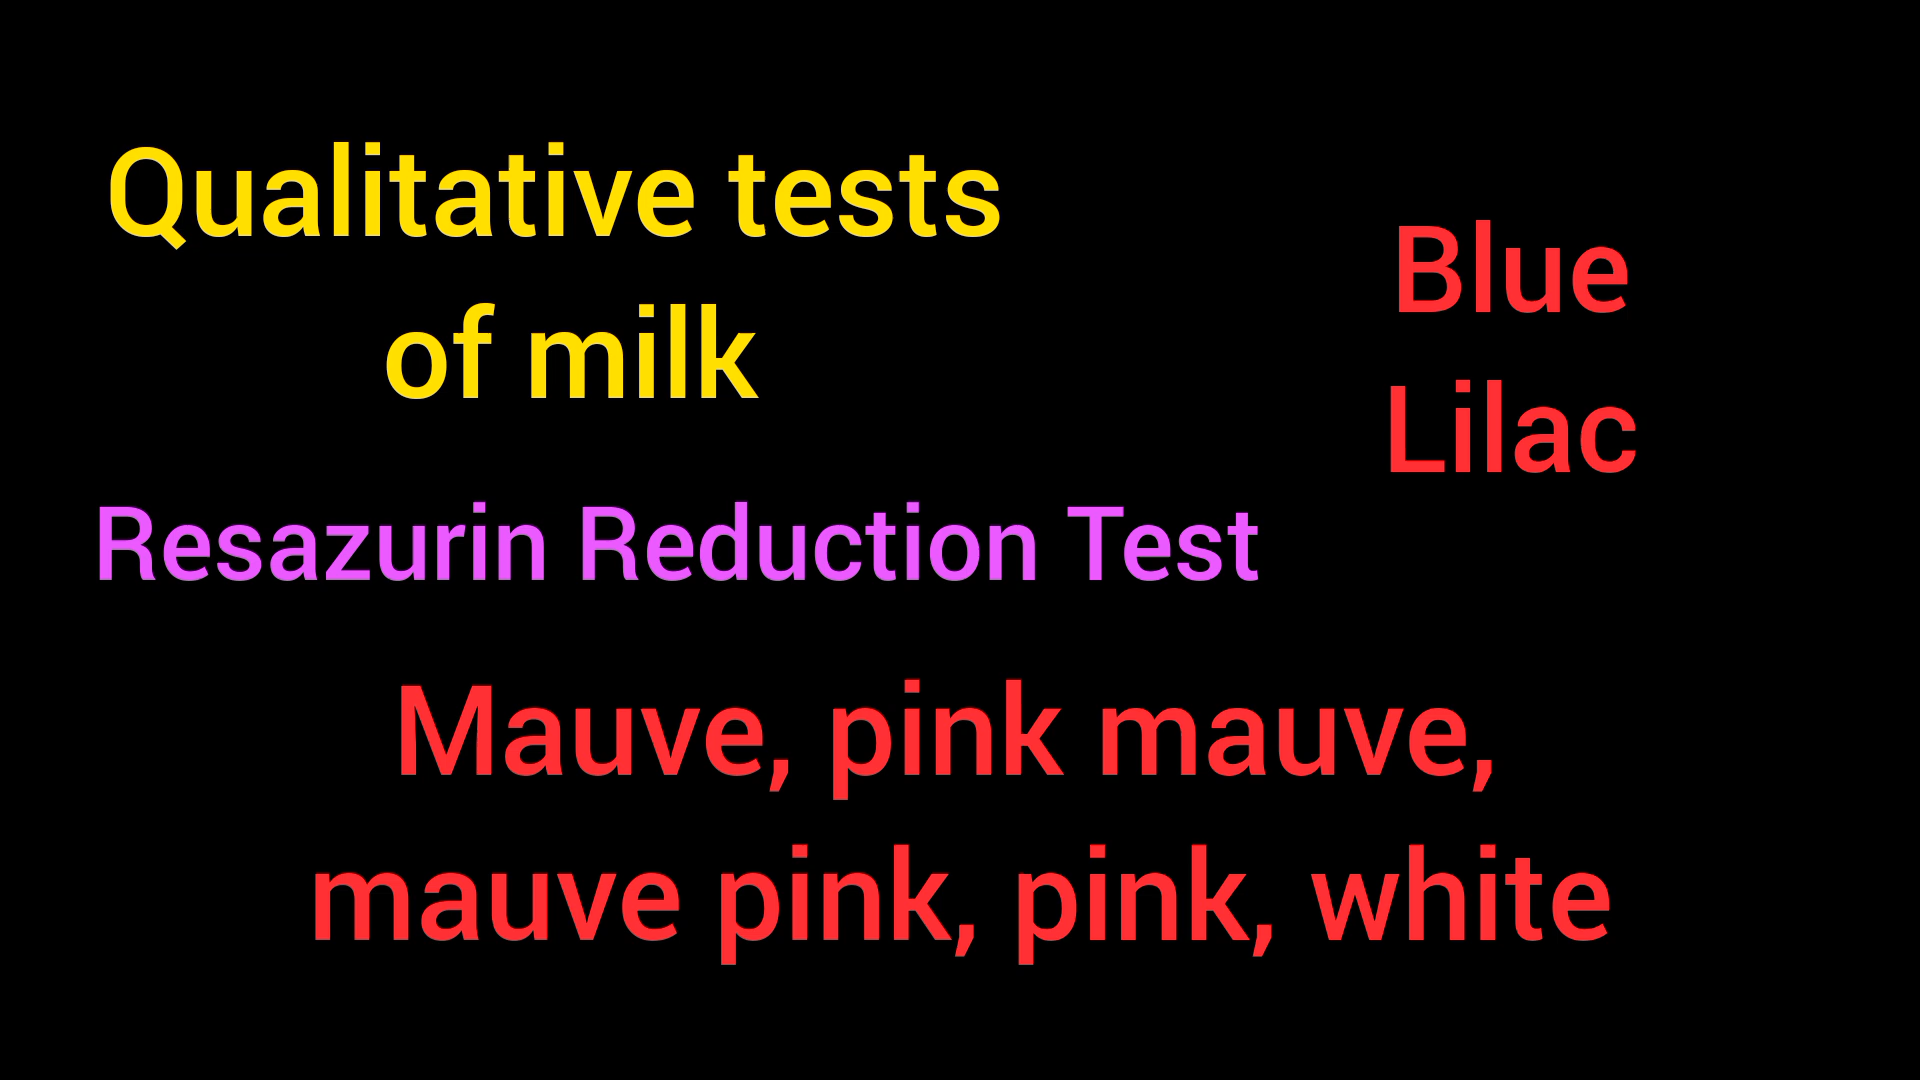 Qualitative tests
of milk
Blue
Lilac
Resazurin Reduction Test
Mauve, pink mauve,
mauve pink, pink, white